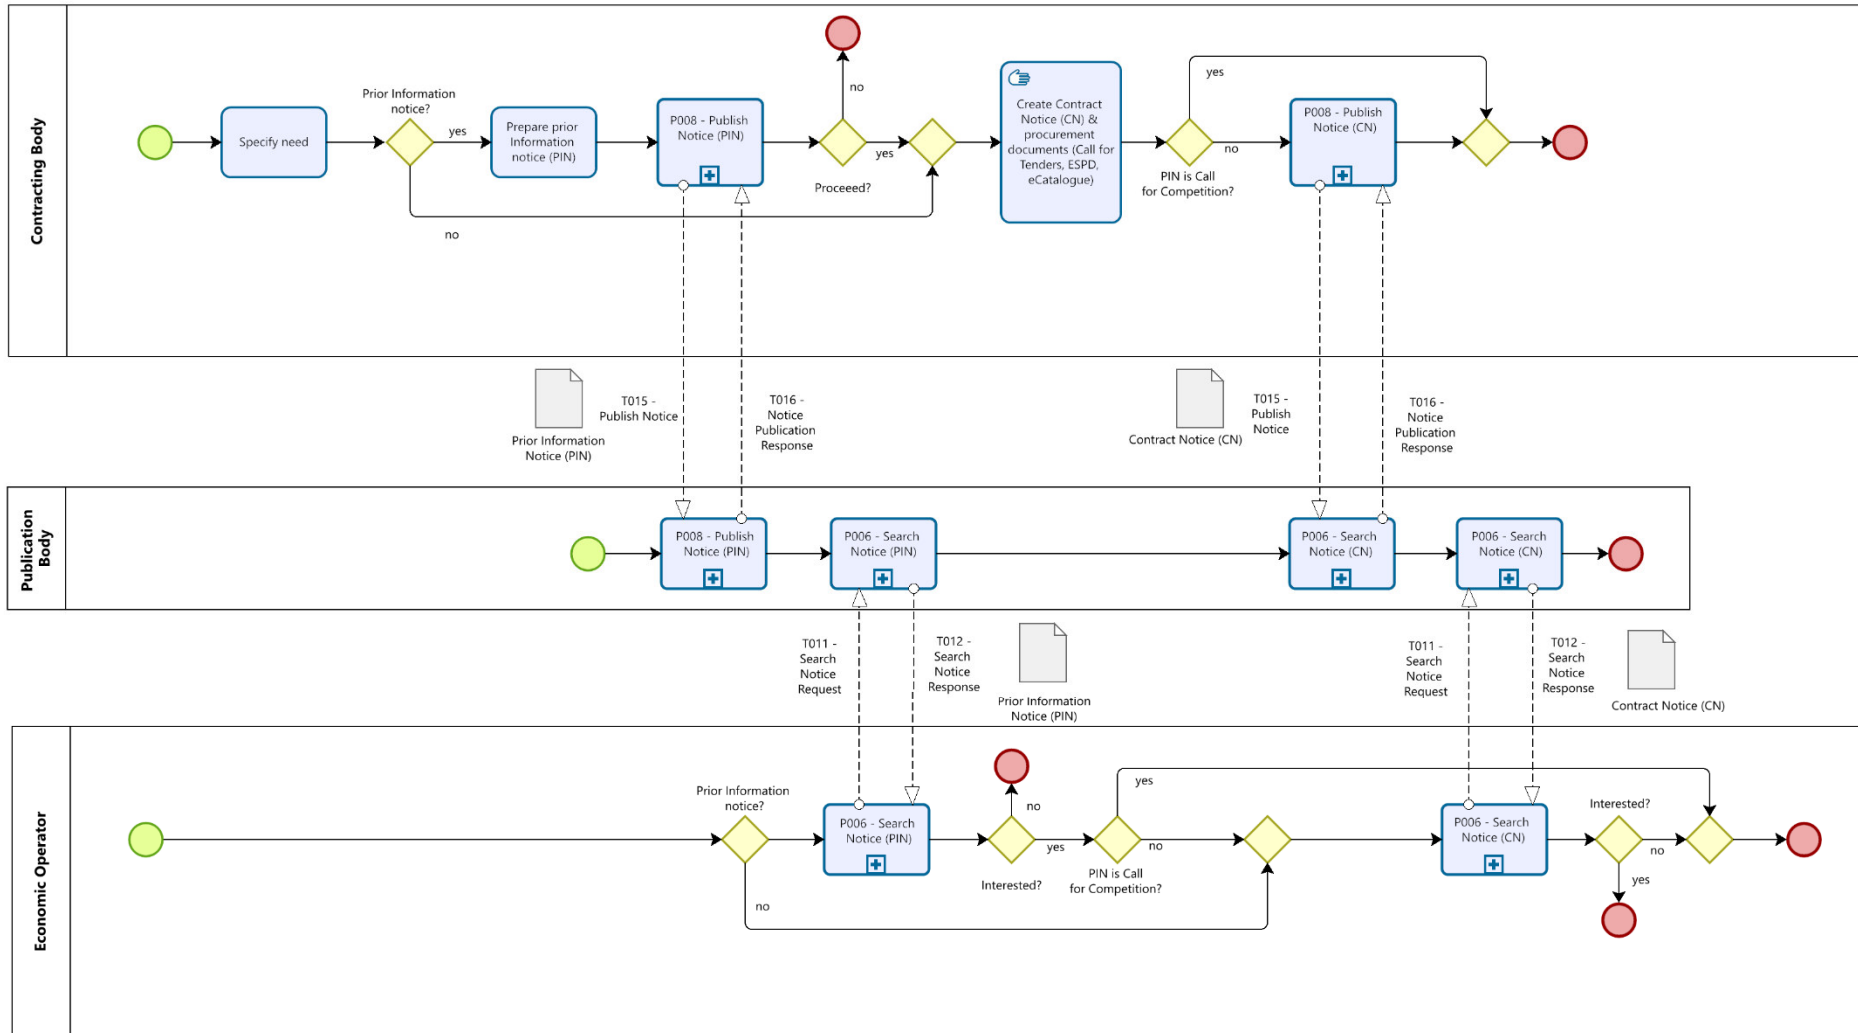 Contracting Body
Prior Information
notice?
yes
no
Specify need
Prepare prior
Information
notice (PIN)
P008 - Publish
Notice (PIN)
no
yes
Proceeed?
Create Contract
Notice (CN) &
procurement
documents (Call for
Tenders, ESPD,
eCatalogue)
yes
no
PIN is Call
for Competition?
P008 - Publish
Notice (CN)
Prior Information
Notice (PIN)
T015 -
Publish Notice
T016 -
Notice
Publication
Response
Contract Notice (CN)
T015 -
Publish
Notice
T016 -
Notice
Publication
Response
Publication
Body
P008 - Publish
Notice (PIN)
P006 - Search
Notice (PIN)
P006 - Search
Notice (CN)
P006 - Search
Notice (CN)
T011 -
Search
Notice
Request
T012 -
Search
Notice
Response
Prior Information
Notice (PIN)
T011 -
Search
Notice
Request
T012 -
Search
Notice
Response
Contract Notice (CN)
Economic Operator
Prior Information
notice?
no
P006 - Search
Notice (PIN)
no
yes
Interested?
yes
no
PIN is Call
for Competition?
P006 - Search
Notice (CN)
Interested?
no
yes